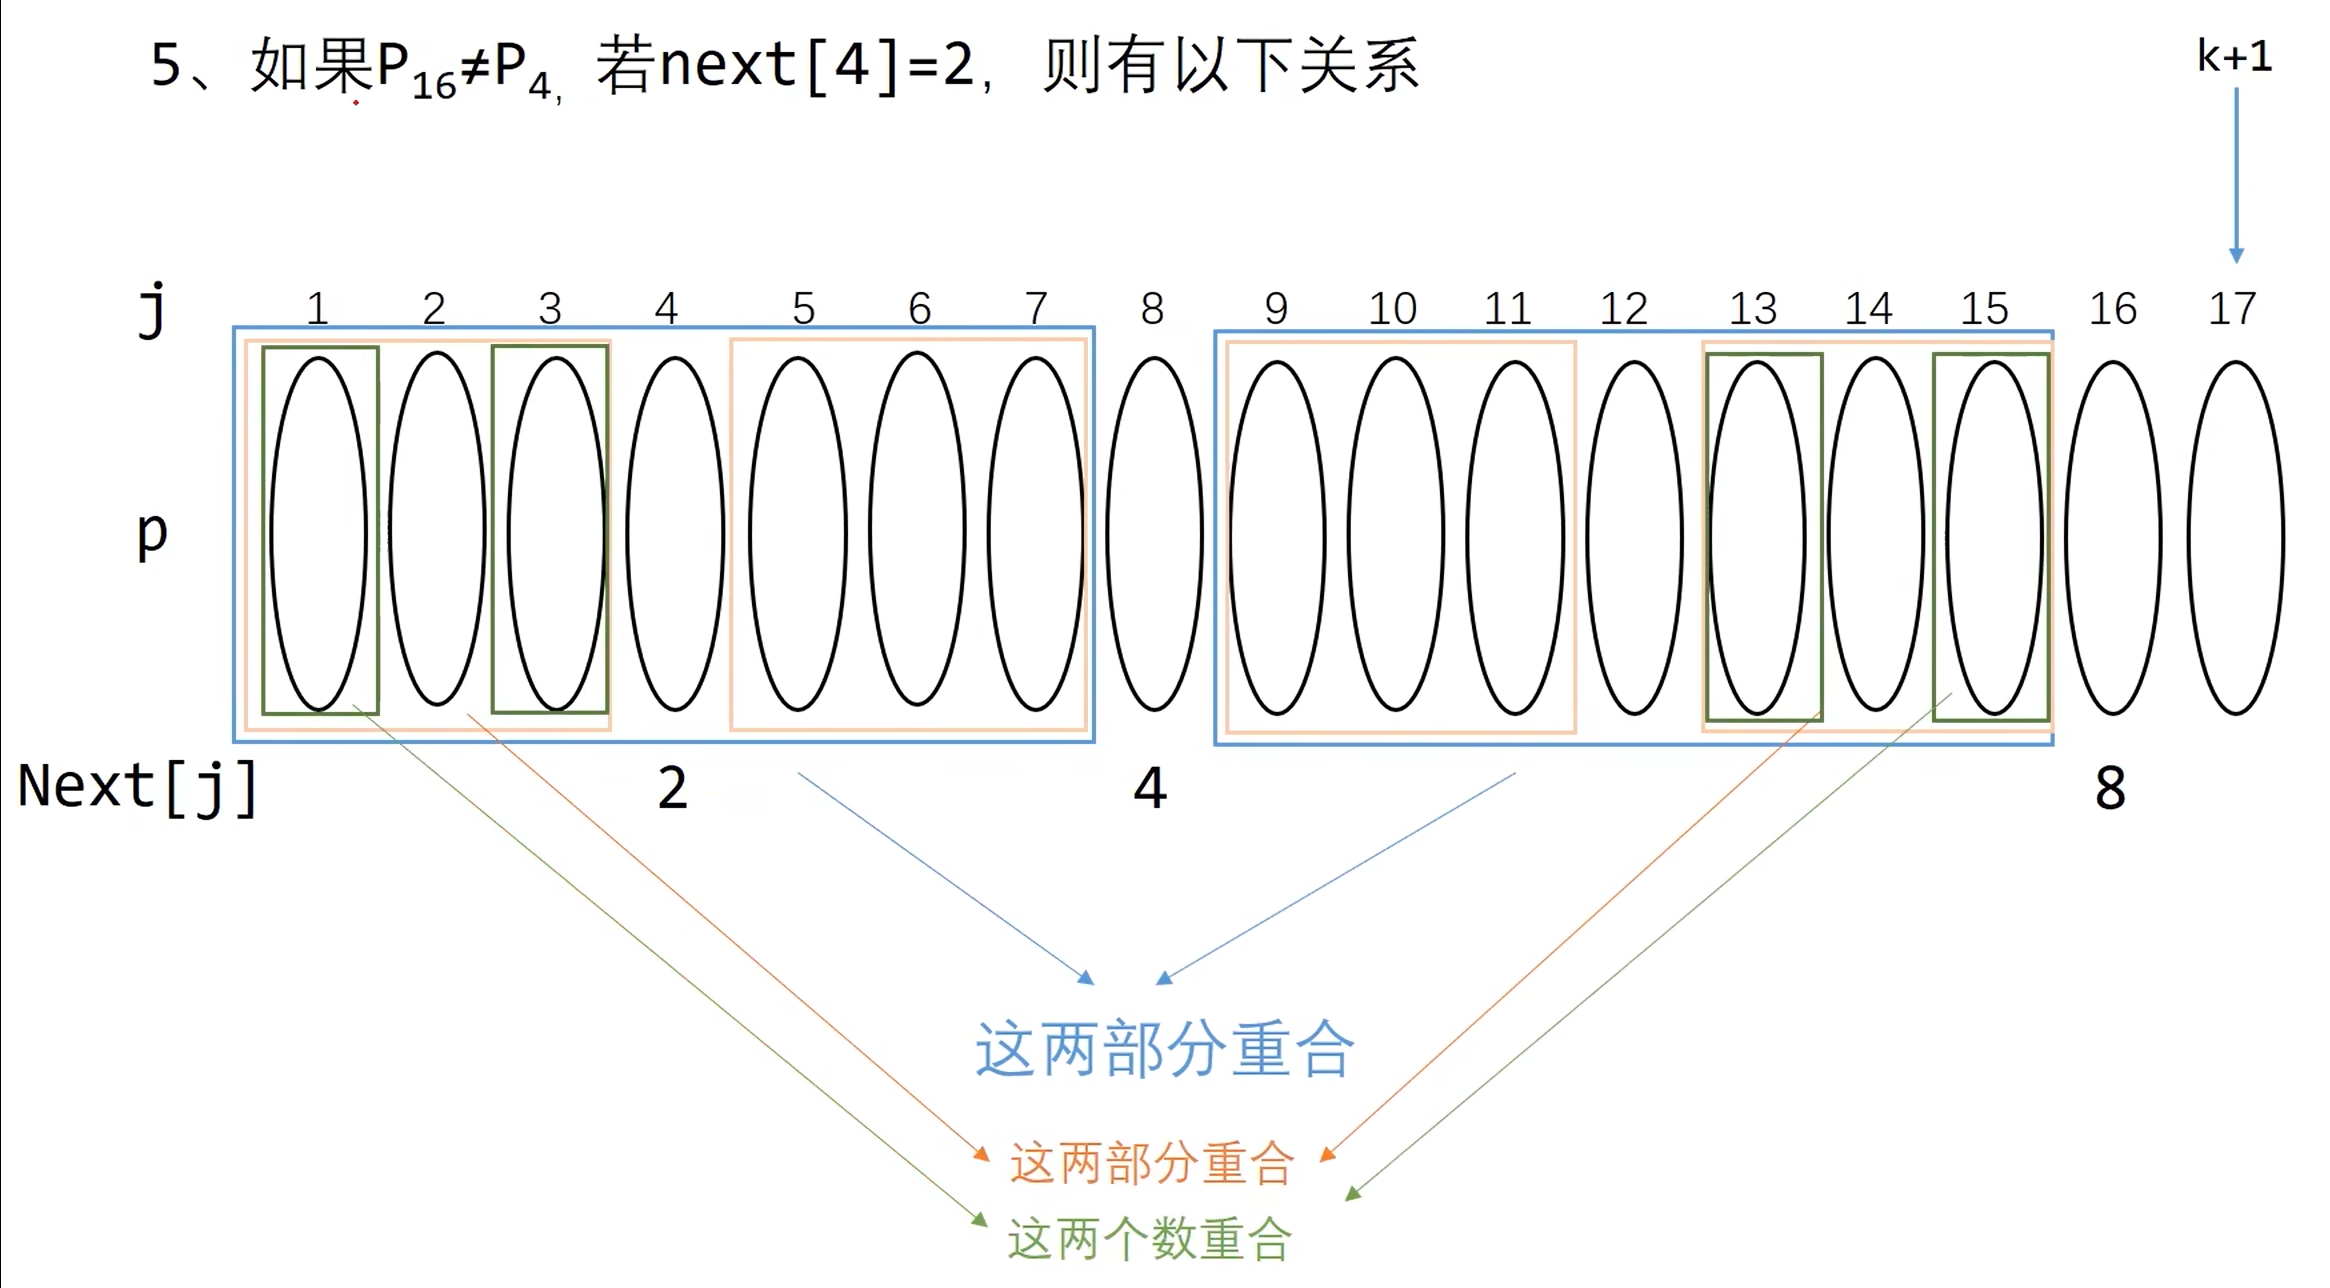 5、如果P₁₆≠P₄, 若next[4]=2, 则有以下关系
k+1
j 1 2 3 4 5 6 7 8 9 10 11 12 13 14 15 16 17
p
Next[j] 2 4 8
这两部分重合
这两部分重合
这两个数重合